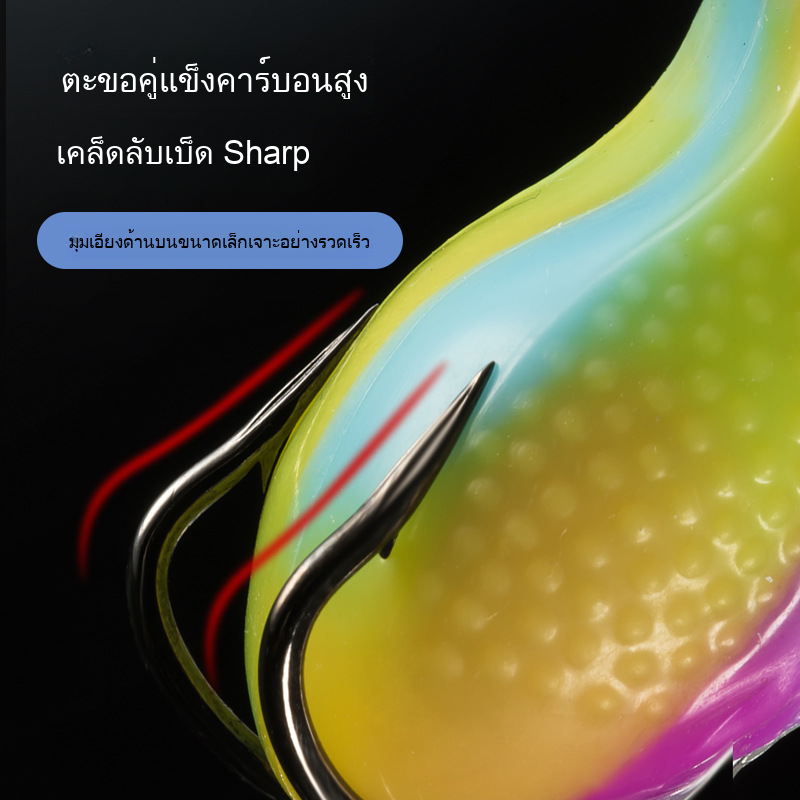 ตะขอคู่แข็งคาร์บอนสูง
เคล็ดลับเบ็ด Sharp
มุมเอียงด้านบนขนาดเล็กเจาะอย่างรวดเร็ว